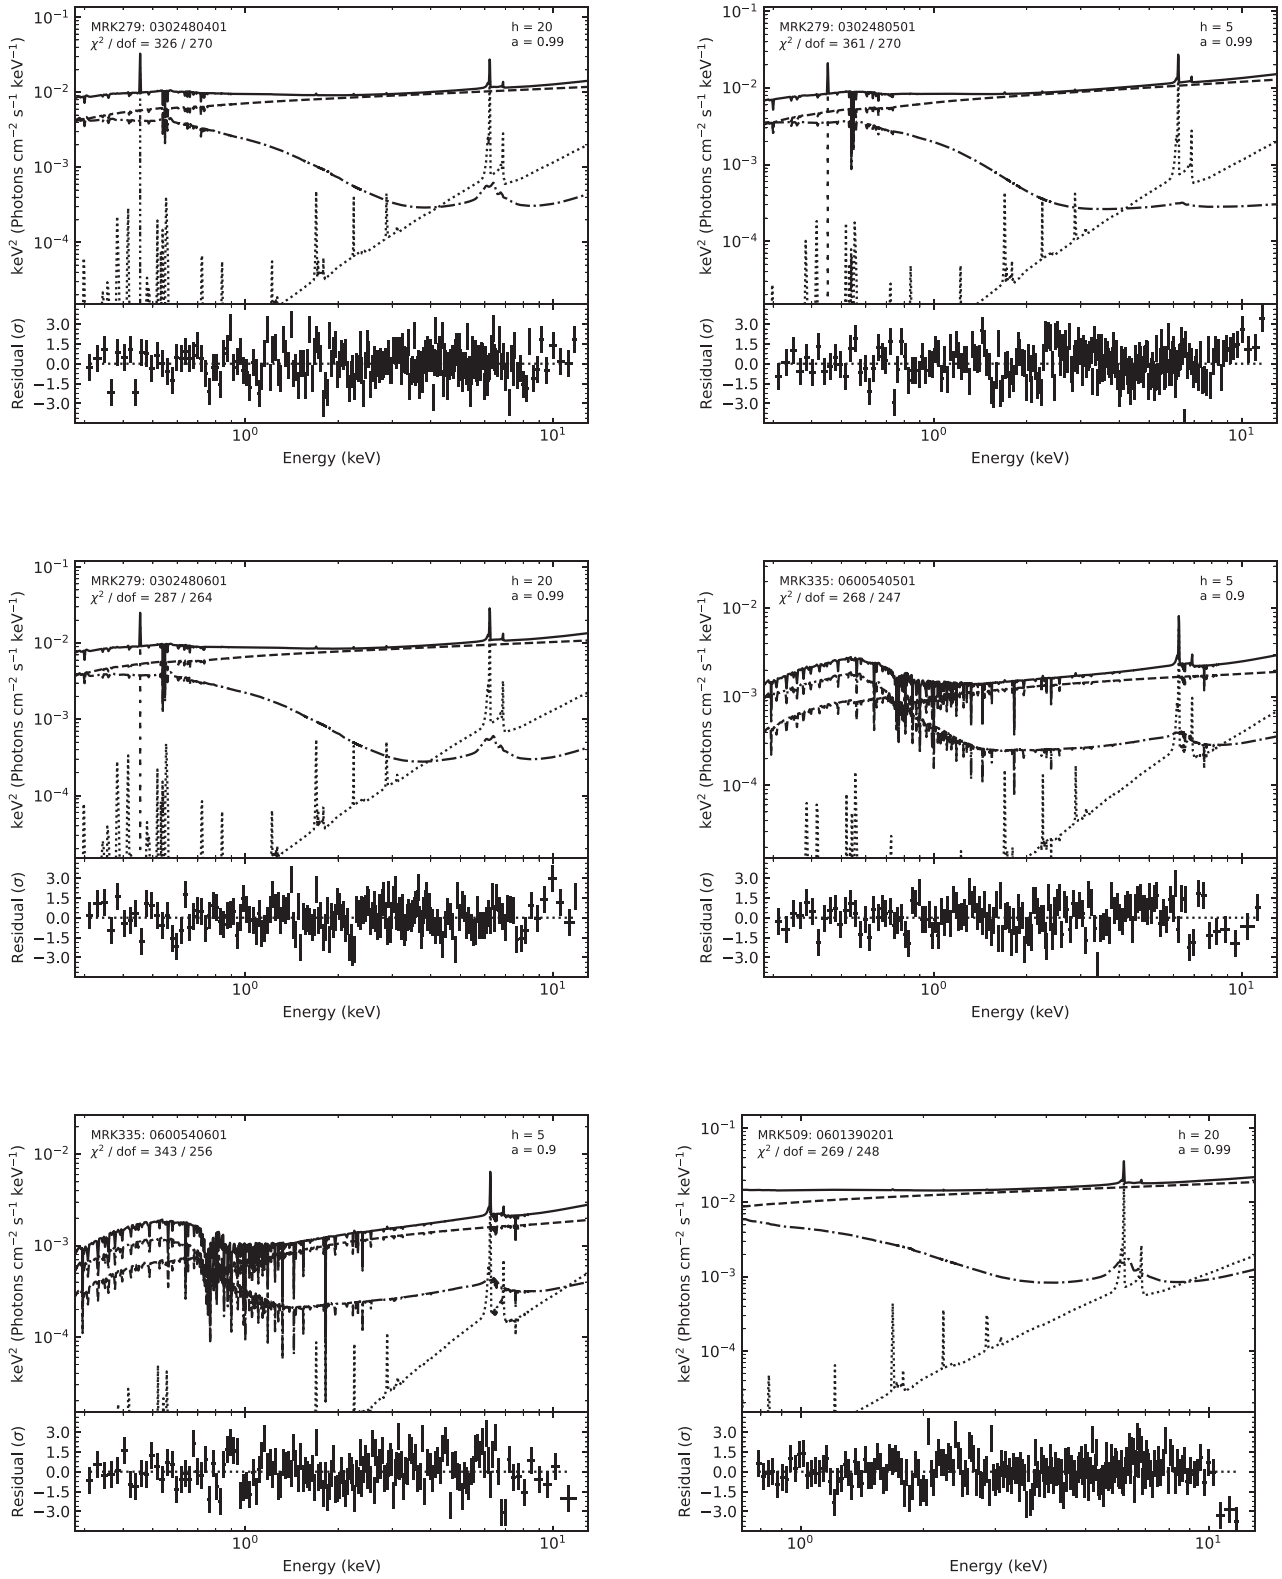 MRK279: 0302480401
χ² / dof = 326 / 270
h = 20
a = 0.99
keV² (Photons cm⁻² s⁻¹ keV⁻¹)
10⁻¹
10⁻²
10⁻³
10⁻⁴
Residual (σ)
3.0
1.5
0.0
−1.5
−3.0
10⁰
10¹
Energy (keV)
MRK279: 0302480501
χ² / dof = 361 / 270
h = 5
a = 0.99
keV² (Photons cm⁻² s⁻¹ keV⁻¹)
10⁻¹
10⁻²
10⁻³
10⁻⁴
Residual (σ)
3.0
1.5
0.0
−1.5
−3.0
10⁰
10¹
Energy (keV)
MRK279: 0302480601
χ² / dof = 287 / 264
h = 20
a = 0.99
keV² (Photons cm⁻² s⁻¹ keV⁻¹)
10⁻¹
10⁻²
10⁻³
10⁻⁴
Residual (σ)
3.0
1.5
0.0
−1.5
−3.0
10⁰
10¹
Energy (keV)
MRK335: 0600540501
χ² / dof = 268 / 247
h = 5
a = 0.9
keV² (Photons cm⁻² s⁻¹ keV⁻¹)
10⁻²
10⁻³
10⁻⁴
Residual (σ)
3.0
1.5
0.0
−1.5
−3.0
10⁰
10¹
Energy (keV)
MRK335: 0600540601
χ² / dof = 343 / 256
h = 5
a = 0.9
keV² (Photons cm⁻² s⁻¹ keV⁻¹)
10⁻²
10⁻³
10⁻⁴
Residual (σ)
3.0
1.5
0.0
−1.5
−3.0
10⁰
10¹
Energy (keV)
MRK509: 0601390201
χ² / dof = 269 / 248
h = 20
a = 0.99
keV² (Photons cm⁻² s⁻¹ keV⁻¹)
10⁻¹
10⁻²
10⁻³
10⁻⁴
Residual (σ)
3.0
1.5
0.0
−1.5
−3.0
10⁰
10¹
Energy (keV)